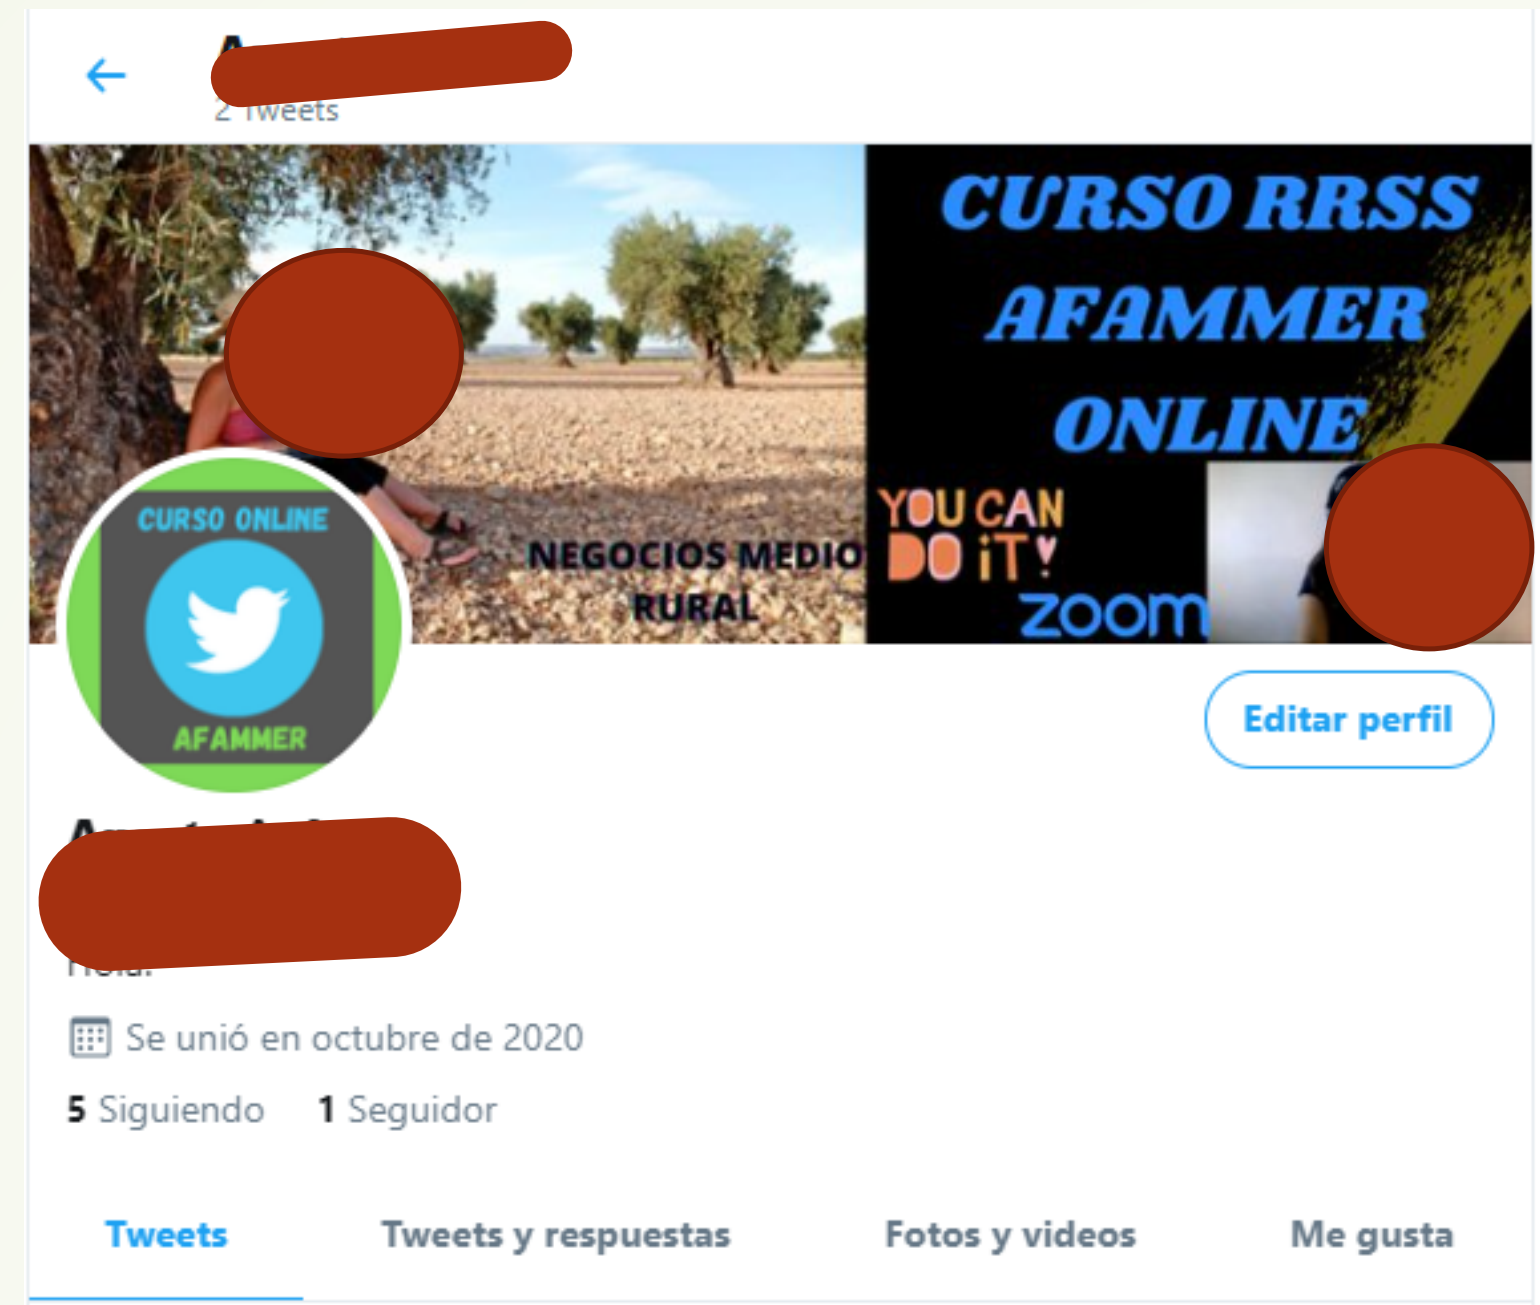 2 Tweets
CURSO RRSS
AFAMMER
ONLINE
YOU CAN
DO iT!
zoom
NEGOCIOS MEDIO
RURAL
CURSO ONLINE
AFAMMER
Editar perfil
Se unió en octubre de 2020
5 Siguiendo 1 Seguidor
Tweets Tweets y respuestas Fotos y videos Me gusta